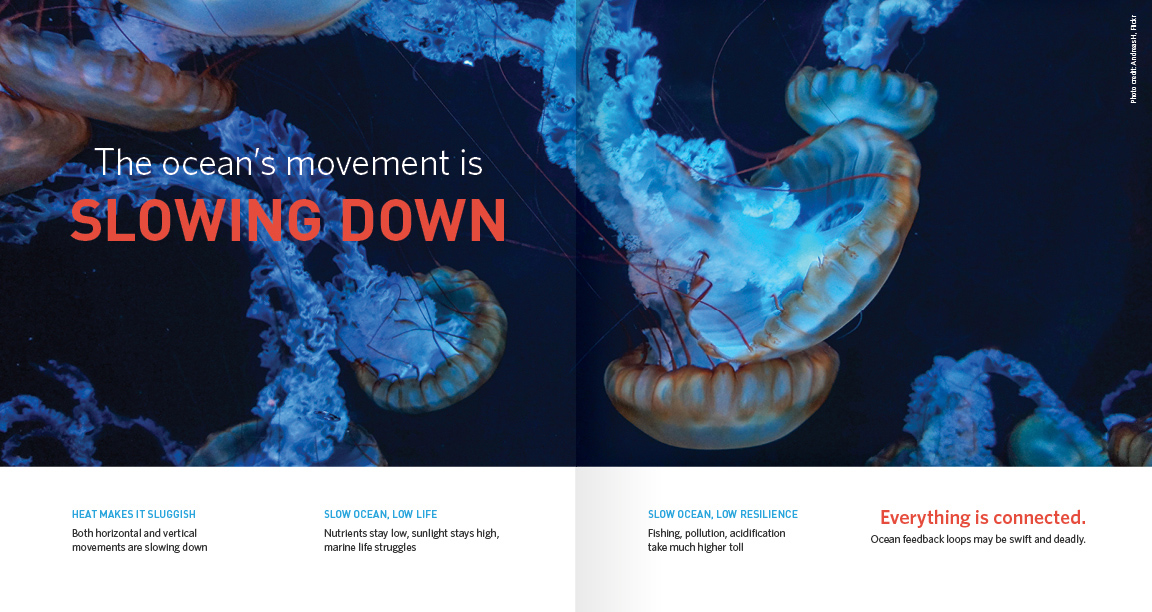 Photo credit: AndreasH, Flickr
The ocean's movement is
SLOWING DOWN
HEAT MAKES IT SLUGGISH
Both horizontal and vertical
movements are slowing down
SLOW OCEAN, LOW LIFE
Nutrients stay low, sunlight stays high,
marine life struggles
SLOW OCEAN, LOW RESILIENCE
Fishing, pollution, acidification
take much higher toll
Everything is connected.
Ocean feedback loops may be swift and deadly.